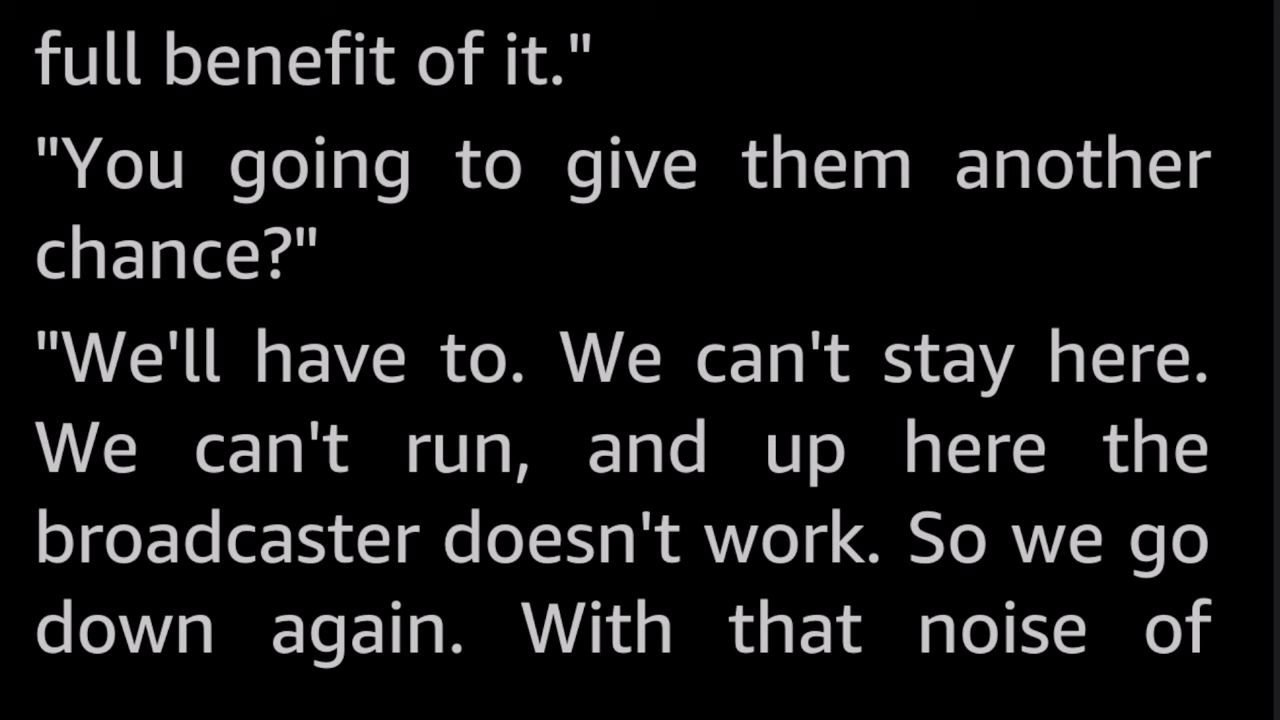 full benefit of it."
"You going to give them another
chance?"
"We'll have to. We can't stay here.
We can't run, and up here the
broadcaster doesn't work. So we go
down again. With that noise of